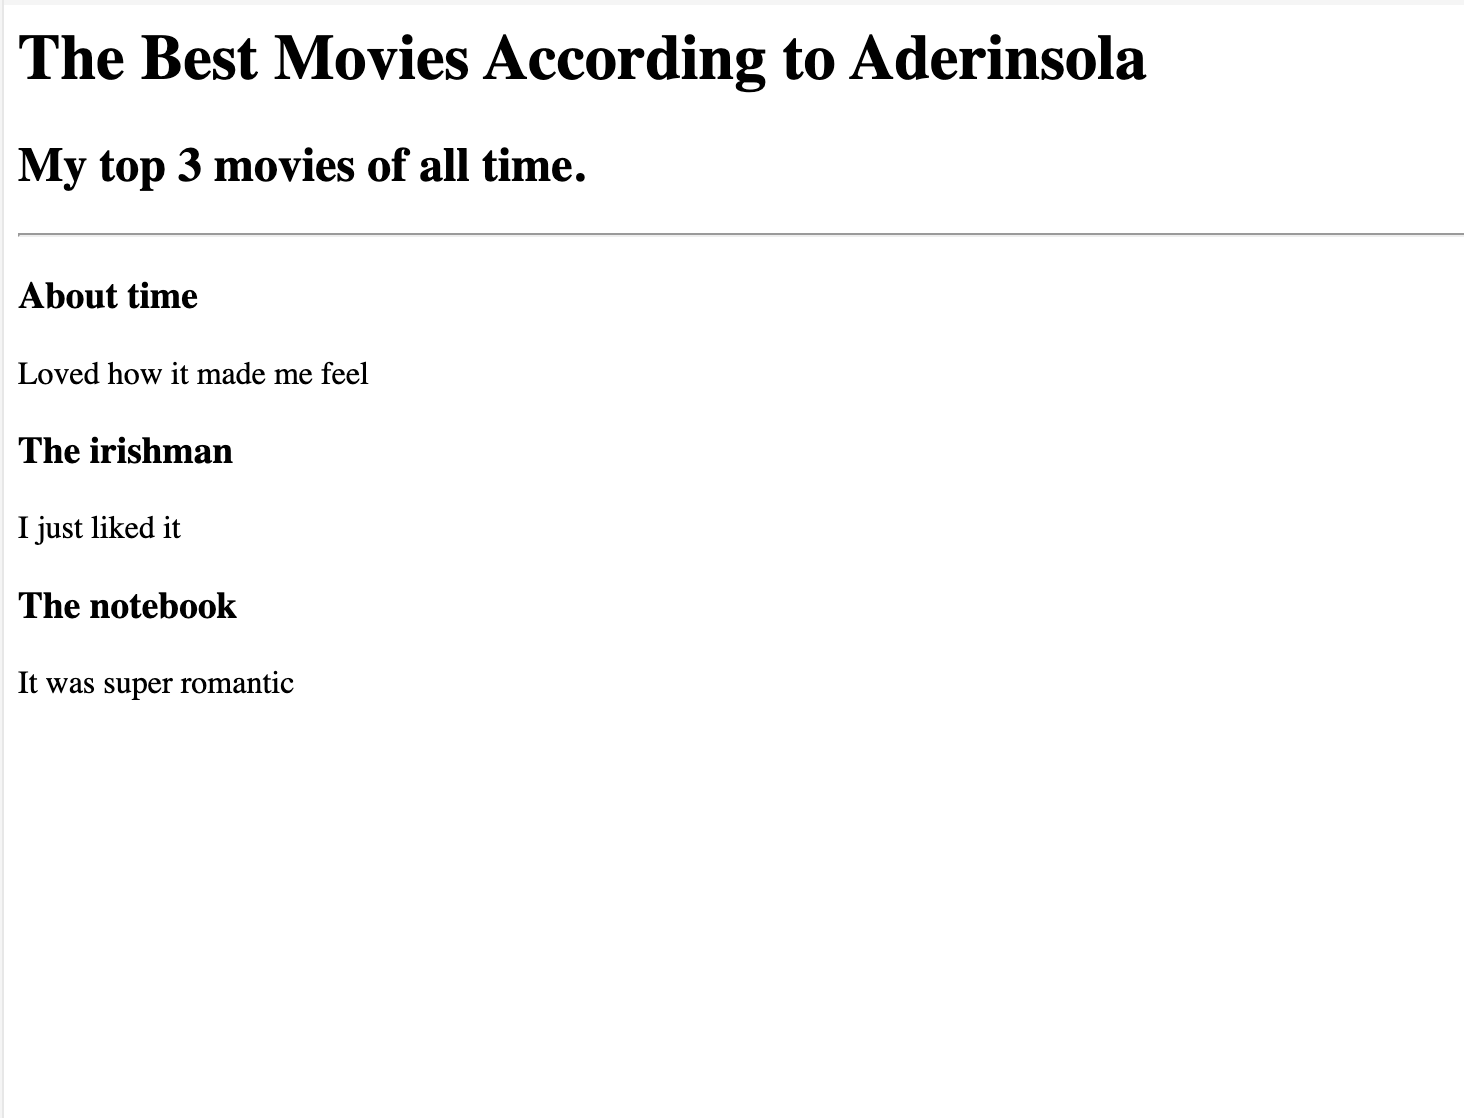 The Best Movies According to Aderinsola
My top 3 movies of all time.
About time
Loved how it made me feel
The irishman
I just liked it
The notebook
It was super romantic